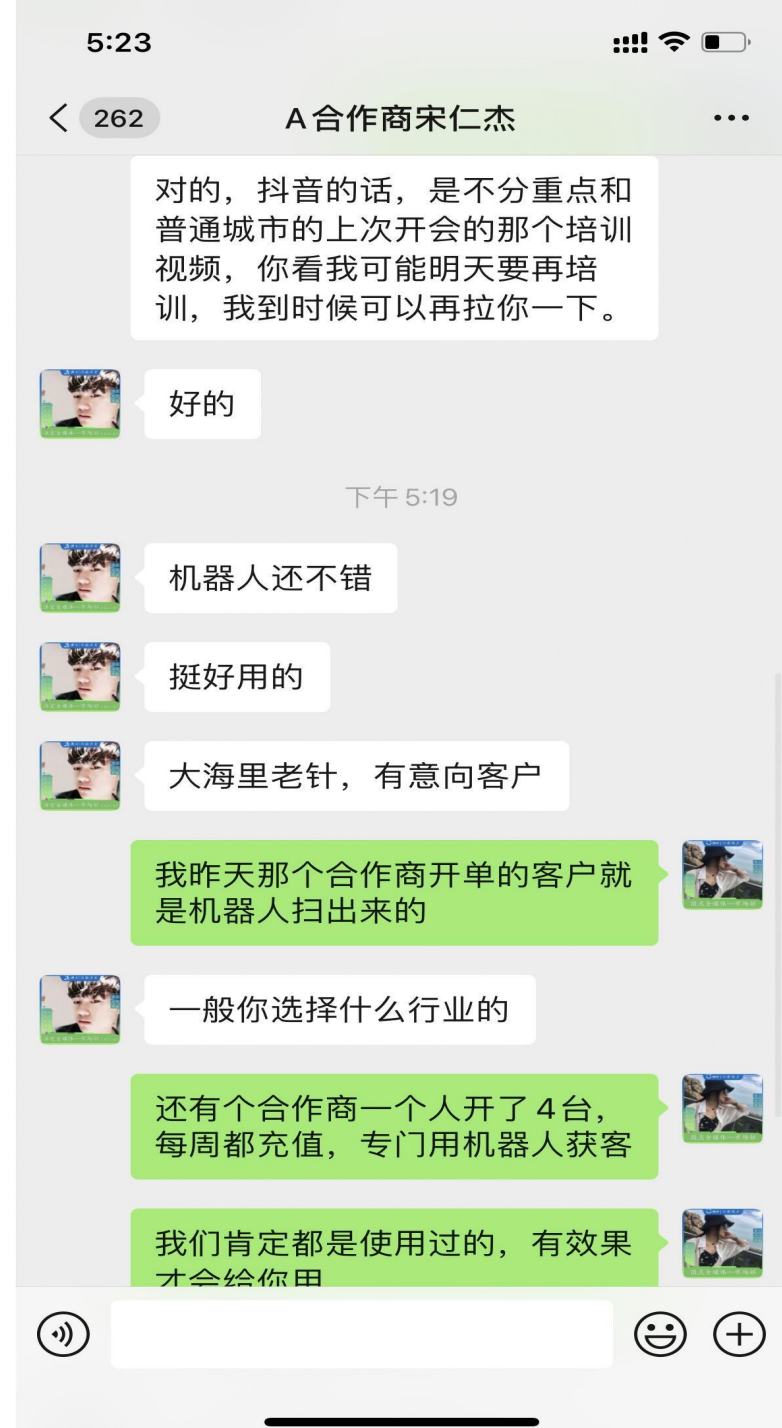 5:23
262
A合作商宋仁杰
对的，抖音的话，是不分重点和
普通城市的上次开会的那个培训
视频，你看我可能明天要再培
训，我到时候可以再拉你一下。
好的
下午 5:19
机器人还不错
挺好用的
大海里老针，有意向客户
我昨天那个合作商开单的客户就
是机器人扫出来的
一般你选择什么行业的
还有个合作商一个人开了4台，
每周都充值，专门用机器人获客
我们肯定都是使用过的，有效果
才会给你用